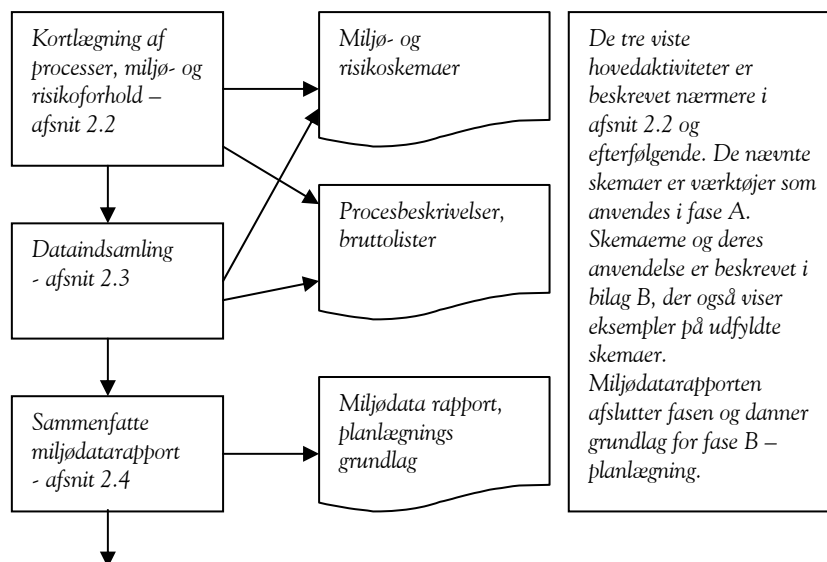 Kortlægning af
processer, miljø- og
risikoforhold –
afsnit 2.2
Miljø- og
risikoskemaer
Procesbeskrivelser,
bruttolister
Dataindsamling
- afsnit 2.3
Sammenfatte
miljødatarapport
- afsnit 2.4
Miljødata rapport,
planlægnings
grundlag
De tre viste
hovedaktiviteter er
beskrevet nærmere i
afsnit 2.2 og
efterfølgende. De nævnte
skemaer er værktøjer som
anvendes i fase A.
Skemaerne og deres
anvendelse er beskrevet i
bilag B, der også viser
eksempler på udfyldte
skemaer.
Miljødatarapporten
afslutter fasen og danner
grundlag for fase B –
planlægning.